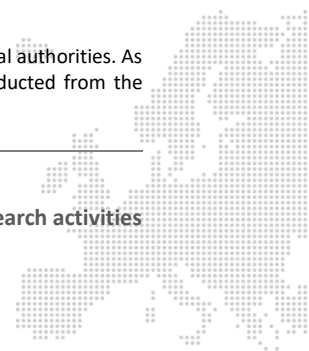 al authorities. As
ducted from the
earch activities